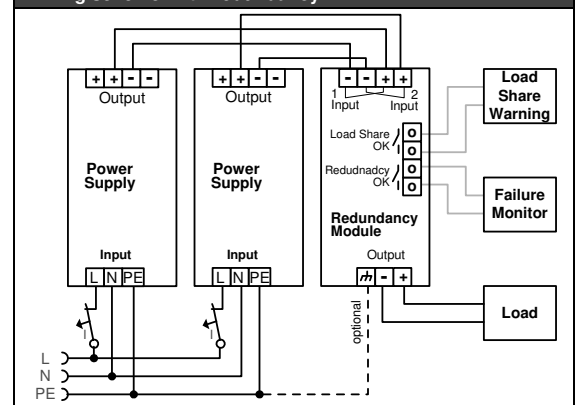 + + - -
Output
+ + - -
Output
- - + +
1 2
Input Input
Load Share
OK
o
o
Redudnadcy
OK
o
o
Load
Share
Warning
Failure
Monitor
Power
Supply
Power
Supply
Redundancy
Module
Input
L N PE
Input
L N PE
Output
- +
optional
Load
I
I
L
N
PE